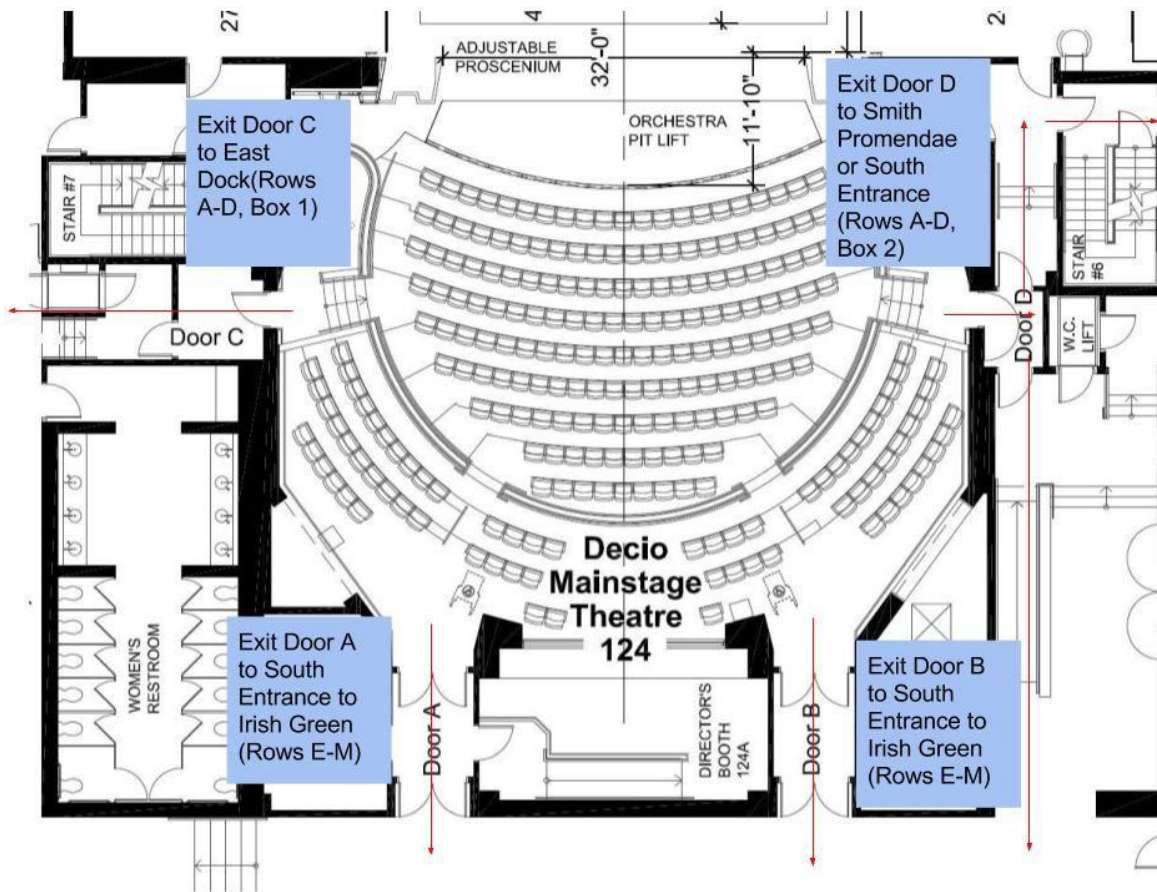 27
4
2
ADJUSTABLE
PROSCENIUM
32'-0"
11'-10"
ORCHESTRA
PIT LIFT
Exit Door C
to East
Dock(Rows
A-D, Box 1)
Exit Door D
to Smith
Promendae
or South
Entrance
(Rows A-D,
Box 2)
STAIR #7
STAIR
#6
Door C
Door D
W.C.
LIFT
Decio
Mainstage
Theatre
124
WOMEN'S
RESTROOM
Exit Door A
to South
Entrance to
Irish Green
(Rows E-M)
Door A
DIRECTOR'S
BOOTH
124A
Door B
Exit Door B
to South
Entrance to
Irish Green
(Rows E-M)